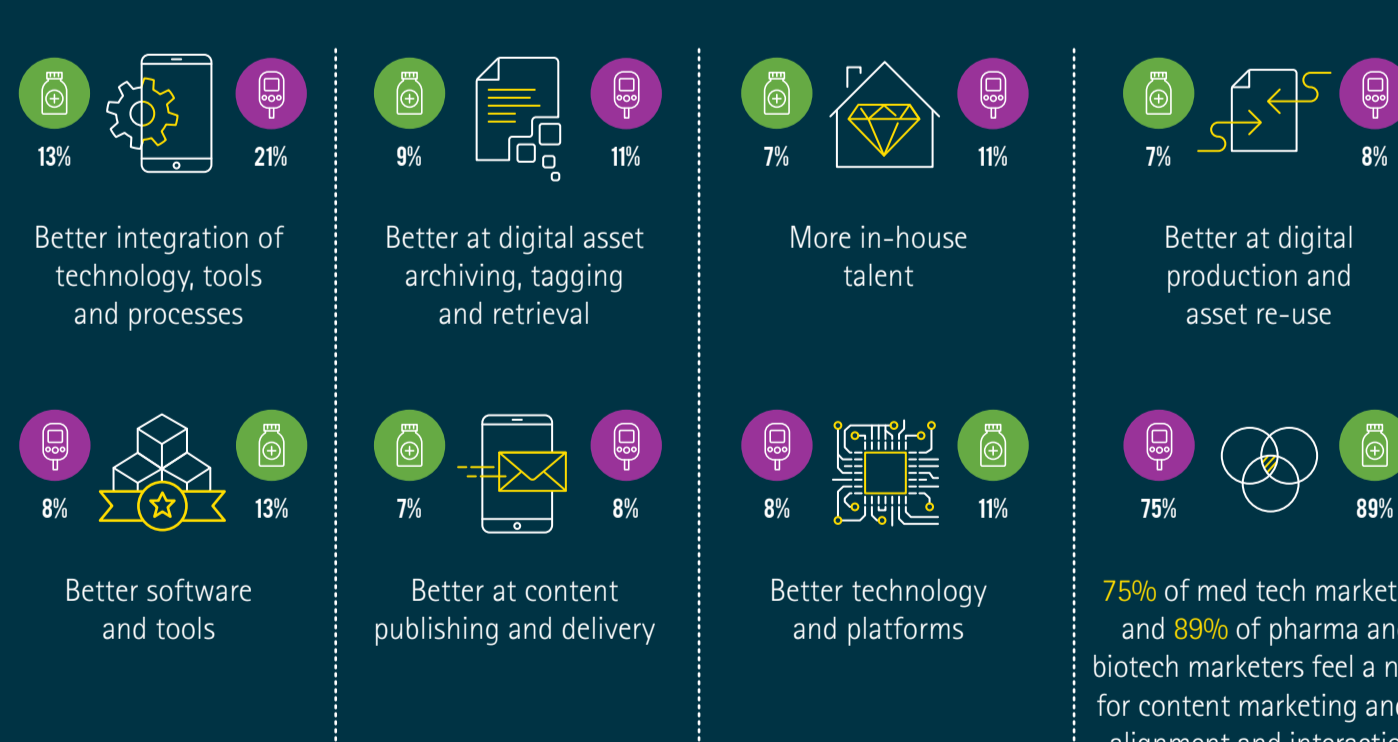 13%
21%
Better integration of
technology, tools
and processes
9%
11%
Better at digital asset
archiving, tagging
and retrieval
7%
11%
More in-house
talent
7%
8%
Better at digital
production and
asset re-use
8%
13%
Better software
and tools
7%
8%
Better at content
publishing and delivery
8%
11%
Better technology
and platforms
75%
89%
75% of med tech market
and 89% of pharma an
biotech marketers feel a n
for content marketing an
alignment and interactio